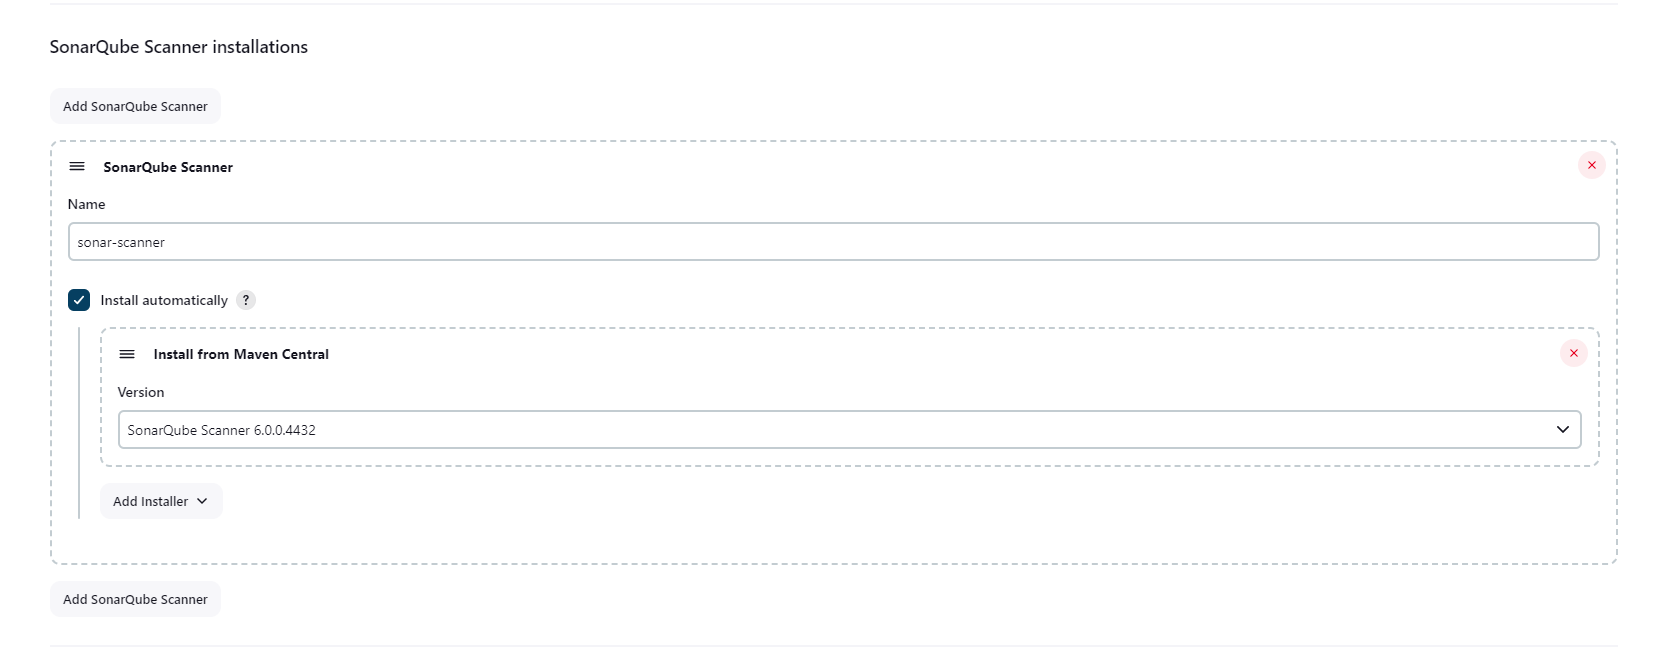 SonarQube Scanner installations
Add SonarQube Scanner
SonarQube Scanner
Name
sonar-scanner
Install automatically ?
Install from Maven Central
Version
SonarQube Scanner 6.0.0.4432
Add Installer
Add SonarQube Scanner